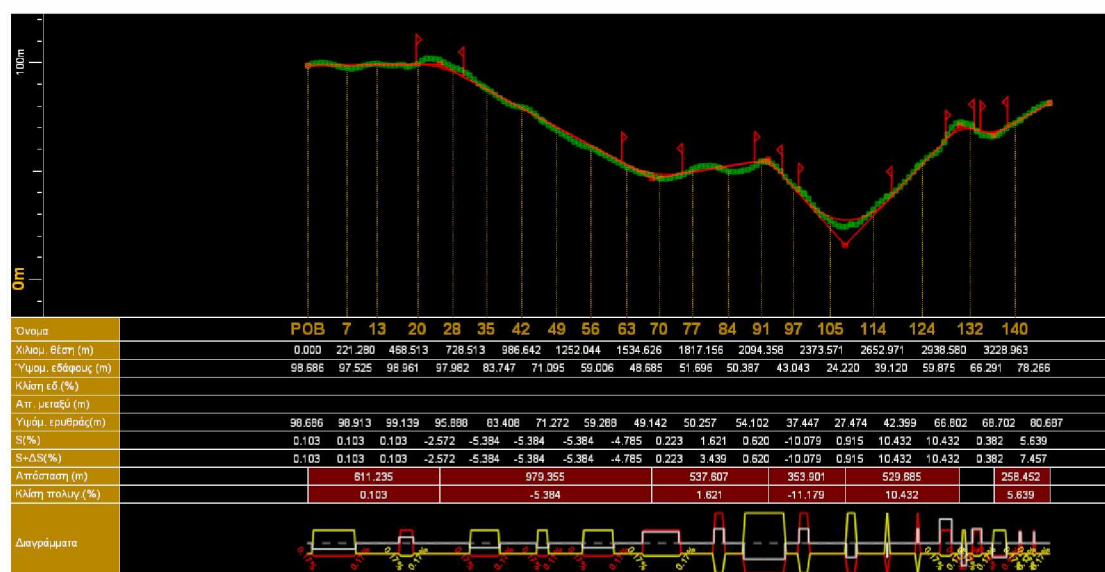 100m
0m
Όνομα POB 7 13 20 28 35 42 49 56 63 70 77 84 91 97 105 114 124 132 140
Χιλιομ. θέση (m) 0.000 221.280 468.513 728.513 986.642 1252.044 1534.626 1817.156 2094.358 2373.571 2652.971 2938.580 3228.963
Ύψομ. εδάφους (m) 98.686 97.525 98.961 97.982 83.747 71.095 59.006 48.685 51.696 50.387 43.043 24.220 39.120 59.875 66.291 78.266
Κλίση εδ.(%)
Απ. μεταξύ (m)
Υψόμ. ερυθράς(m) 98.686 98.913 99.139 95.888 83.408 71.272 59.288 49.142 50.257 54.102 37.447 27.474 42.399 66.802 68.702 80.687
S(%) 0.103 0.103 0.103 -2.572 -5.384 -5.384 -5.384 -4.785 0.223 1.621 0.620 -10.079 0.915 10.432 10.432 0.382 5.639
S+ΔS(%) 0.103 0.103 0.103 -2.572 -5.384 -5.384 -5.384 -4.785 0.223 3.439 0.620 -10.079 0.915 10.432 10.432 0.382 7.457
Απόσταση (m) 611.235 979.355 537.607 353.901 529.685 258.452
Κλίση πολυγ.(%) 0.103 -5.384 1.621 -11.179 10.432 5.639
Διαγράμματα